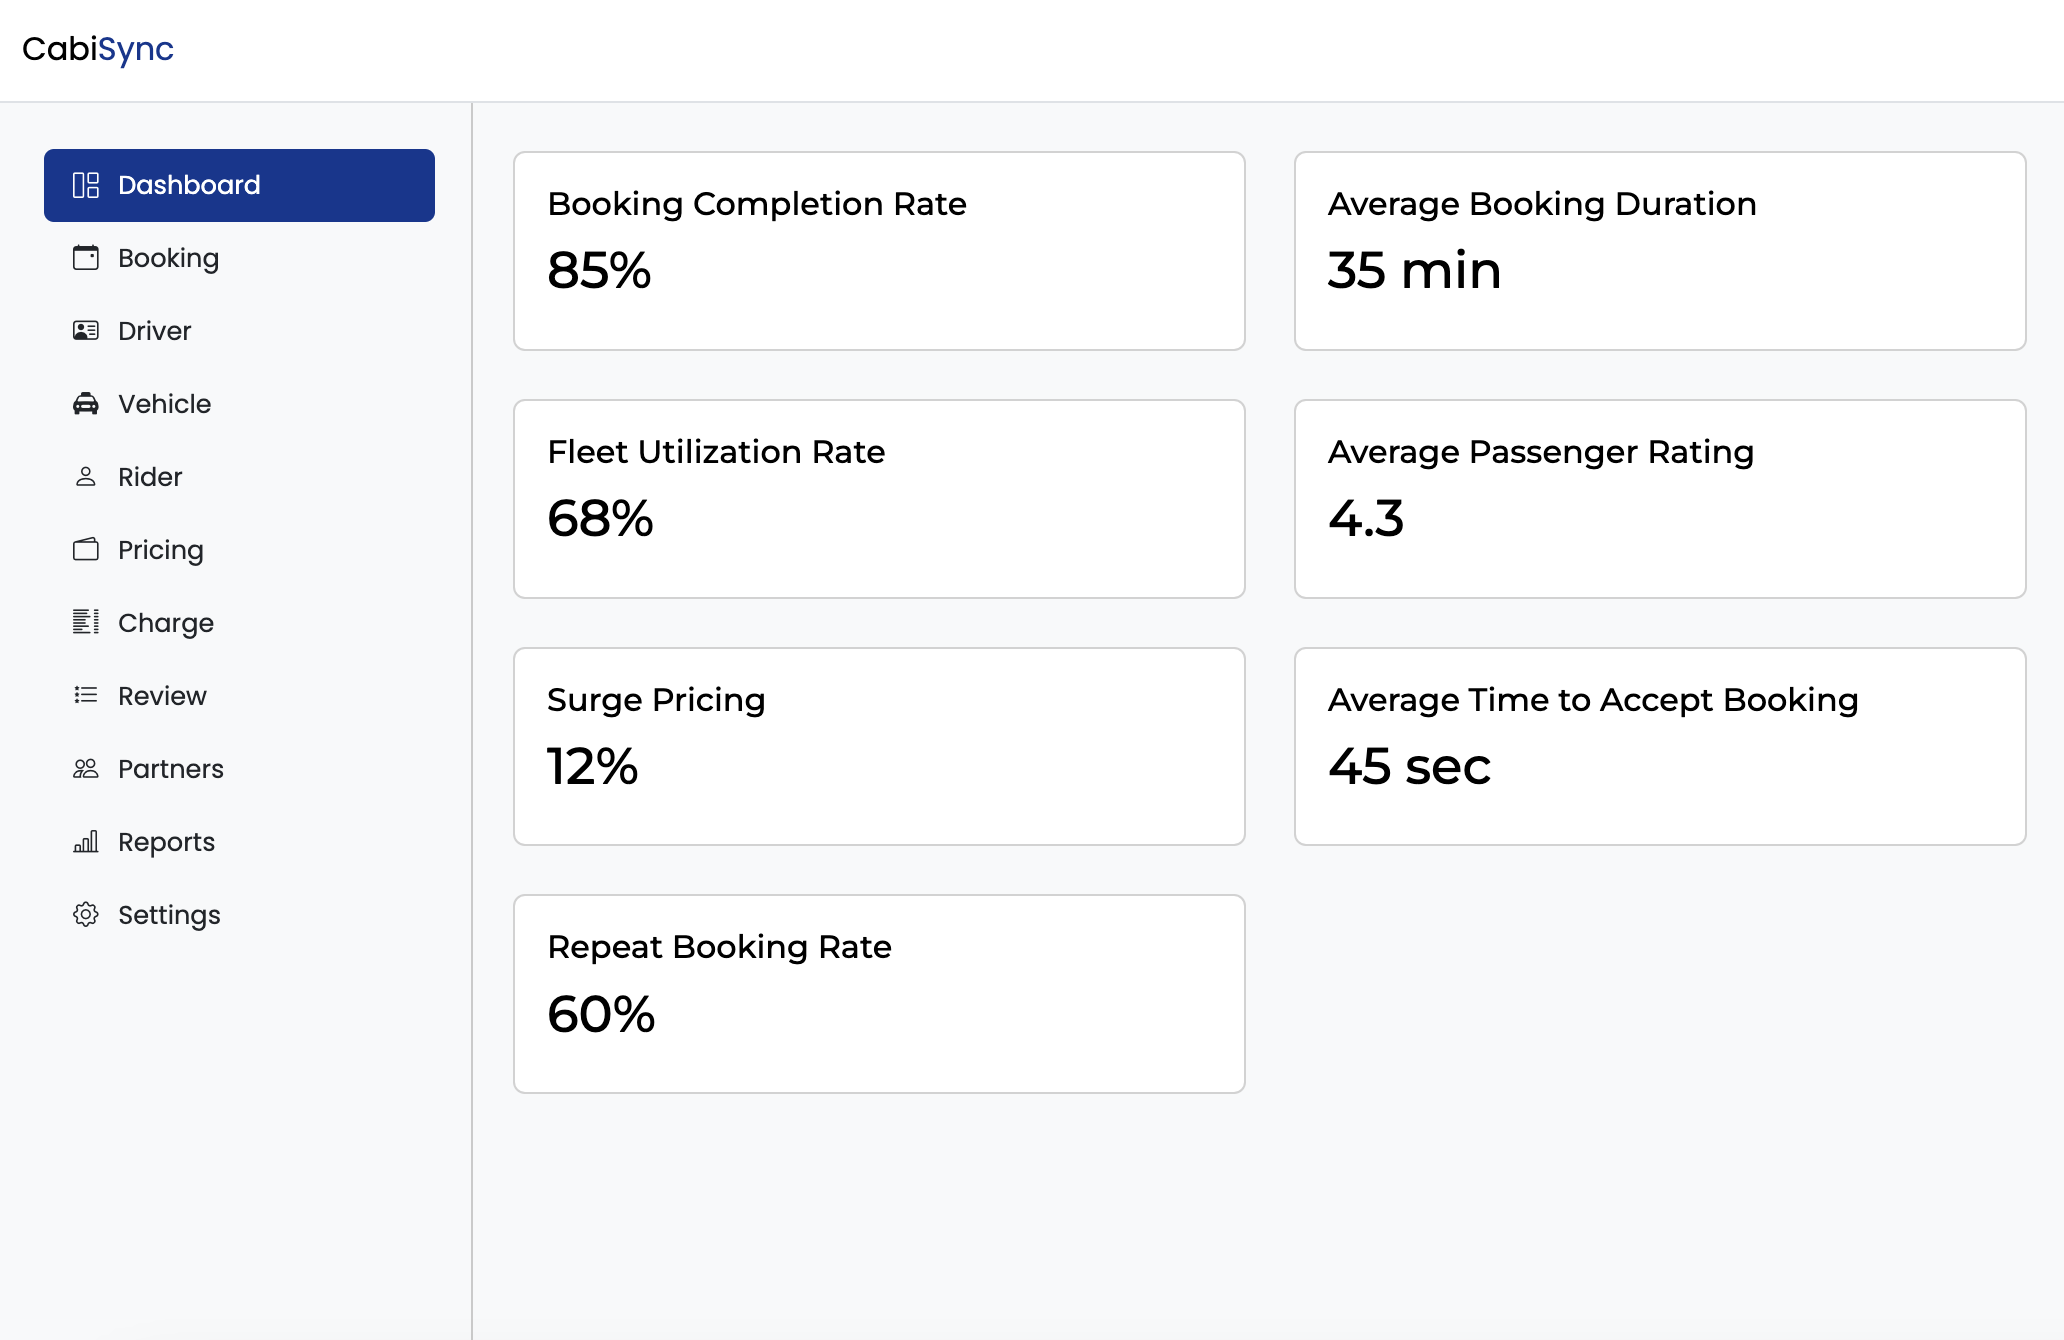 CabiSync
Dashboard
Booking
Driver
Vehicle
Rider
Pricing
Charge
Review
Partners
Reports
Settings
Booking Completion Rate
85%
Average Booking Duration
35 min
Fleet Utilization Rate
68%
Average Passenger Rating
4.3
Surge Pricing
12%
Average Time to Accept Booking
45 sec
Repeat Booking Rate
60%